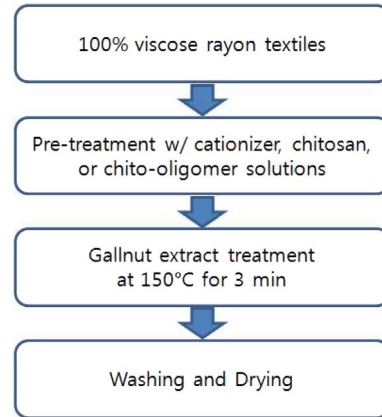 100% viscose rayon textiles
Pre-treatment w/ cationizer, chitosan,
or chito-oligomer solutions
Gallnut extract treatment
at 150°C for 3 min
Washing and Drying